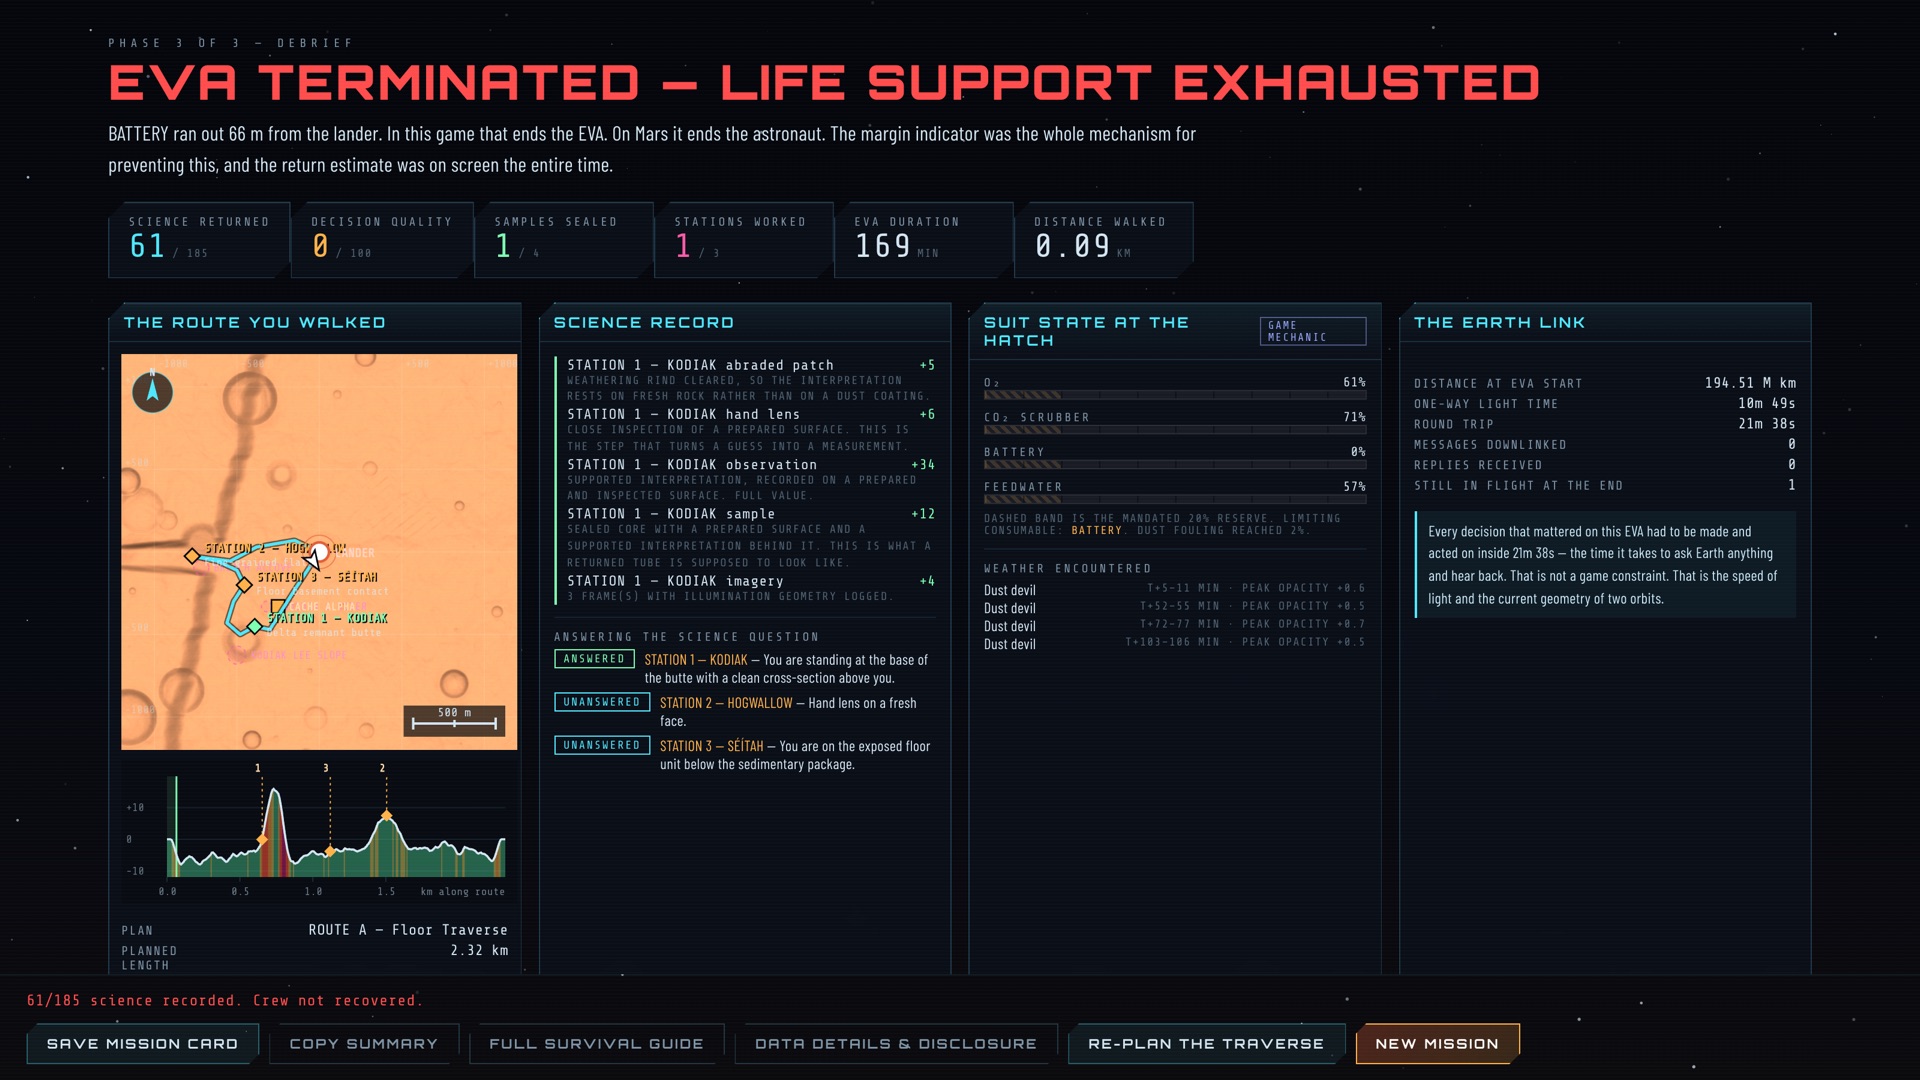 PHASE 3 OF 3 — DEBRIEF
EVA TERMINATED — LIFE SUPPORT EXHAUSTED
BATTERY ran out 66 m from the lander. In this game that ends the EVA. On Mars it ends the astronaut. The margin indicator was the whole mechanism for
preventing this, and the return estimate was on screen the entire time.
SCIENCE RETURNED
61 / 185
DECISION QUALITY
0 / 100
SAMPLES SEALED
1 / 4
STATIONS WORKED
1 / 3
EVA DURATION
169 MIN
DISTANCE WALKED
0.09 KM
THE ROUTE YOU WALKED
N
STATION 2 — HOGWALLOW
LANDER
STATION 3 — SÉÍTAH
Floor basement contact
CACHE ALPHA
STATION 1 — KODIAK
Delta remnant butte
KODIAK LEE SLOPE
500 m
1
3
2
+10
0
-10
0.0
0.5
1.0
1.5
km along route
PLAN
ROUTE A — Floor Traverse
PLANNED
LENGTH
2.32 km
SCIENCE RECORD
STATION 1 — KODIAK abraded patch +5
WEATHERING RIND CLEARED, SO THE INTERPRETATION
RESTS ON FRESH ROCK RATHER THAN ON A DUST COATING.
STATION 1 — KODIAK hand lens +6
CLOSE INSPECTION OF A PREPARED SURFACE. THIS IS
THE STEP THAT TURNS A GUESS INTO A MEASUREMENT.
STATION 1 — KODIAK observation +34
SUPPORTED INTERPRETATION, RECORDED ON A PREPARED
AND INSPECTED SURFACE. FULL VALUE.
STATION 1 — KODIAK sample +12
SEALED CORE WITH A PREPARED SURFACE AND A
SUPPORTED INTERPRETATION BEHIND IT. THIS IS WHAT A
RETURNED TUBE IS SUPPOSED TO LOOK LIKE.
STATION 1 — KODIAK imagery +4
3 FRAME(S) WITH ILLUMINATION GEOMETRY LOGGED.
ANSWERING THE SCIENCE QUESTION
ANSWERED STATION 1 — KODIAK — You are standing at the base of
the butte with a clean cross-section above you.
UNANSWERED STATION 2 — HOGWALLOW — Hand lens on a fresh
face.
UNANSWERED STATION 3 — SÉÍTAH — You are on the exposed floor
unit below the sedimentary package.
SUIT STATE AT THE
HATCH
GAME
MECHANIC
O₂ 61%
CO₂ SCRUBBER 71%
BATTERY 0%
FEEDWATER 57%
DASHED BAND IS THE MANDATED 20% RESERVE. LIMITING
CONSUMABLE: BATTERY. DUST FOULING REACHED 2%.
WEATHER ENCOUNTERED
Dust devil T+5–11 MIN · PEAK OPACITY +0.6
Dust devil T+52–55 MIN · PEAK OPACITY +0.5
Dust devil T+72–77 MIN · PEAK OPACITY +0.7
Dust devil T+103–106 MIN · PEAK OPACITY +0.5
THE EARTH LINK
DISTANCE AT EVA START 194.51 M km
ONE-WAY LIGHT TIME 10m 49s
ROUND TRIP 21m 38s
MESSAGES DOWNLINKED 0
REPLIES RECEIVED 0
STILL IN FLIGHT AT THE END 1
Every decision that mattered on this EVA had to be made and
acted on inside 21m 38s — the time it takes to ask Earth anything
and hear back. That is not a game constraint. That is the speed of
light and the current geometry of two orbits.
61/185 science recorded. Crew not recovered.
SAVE MISSION CARD
COPY SUMMARY
FULL SURVIVAL GUIDE
DATA DETAILS & DISCLOSURE
RE-PLAN THE TRAVERSE
NEW MISSION